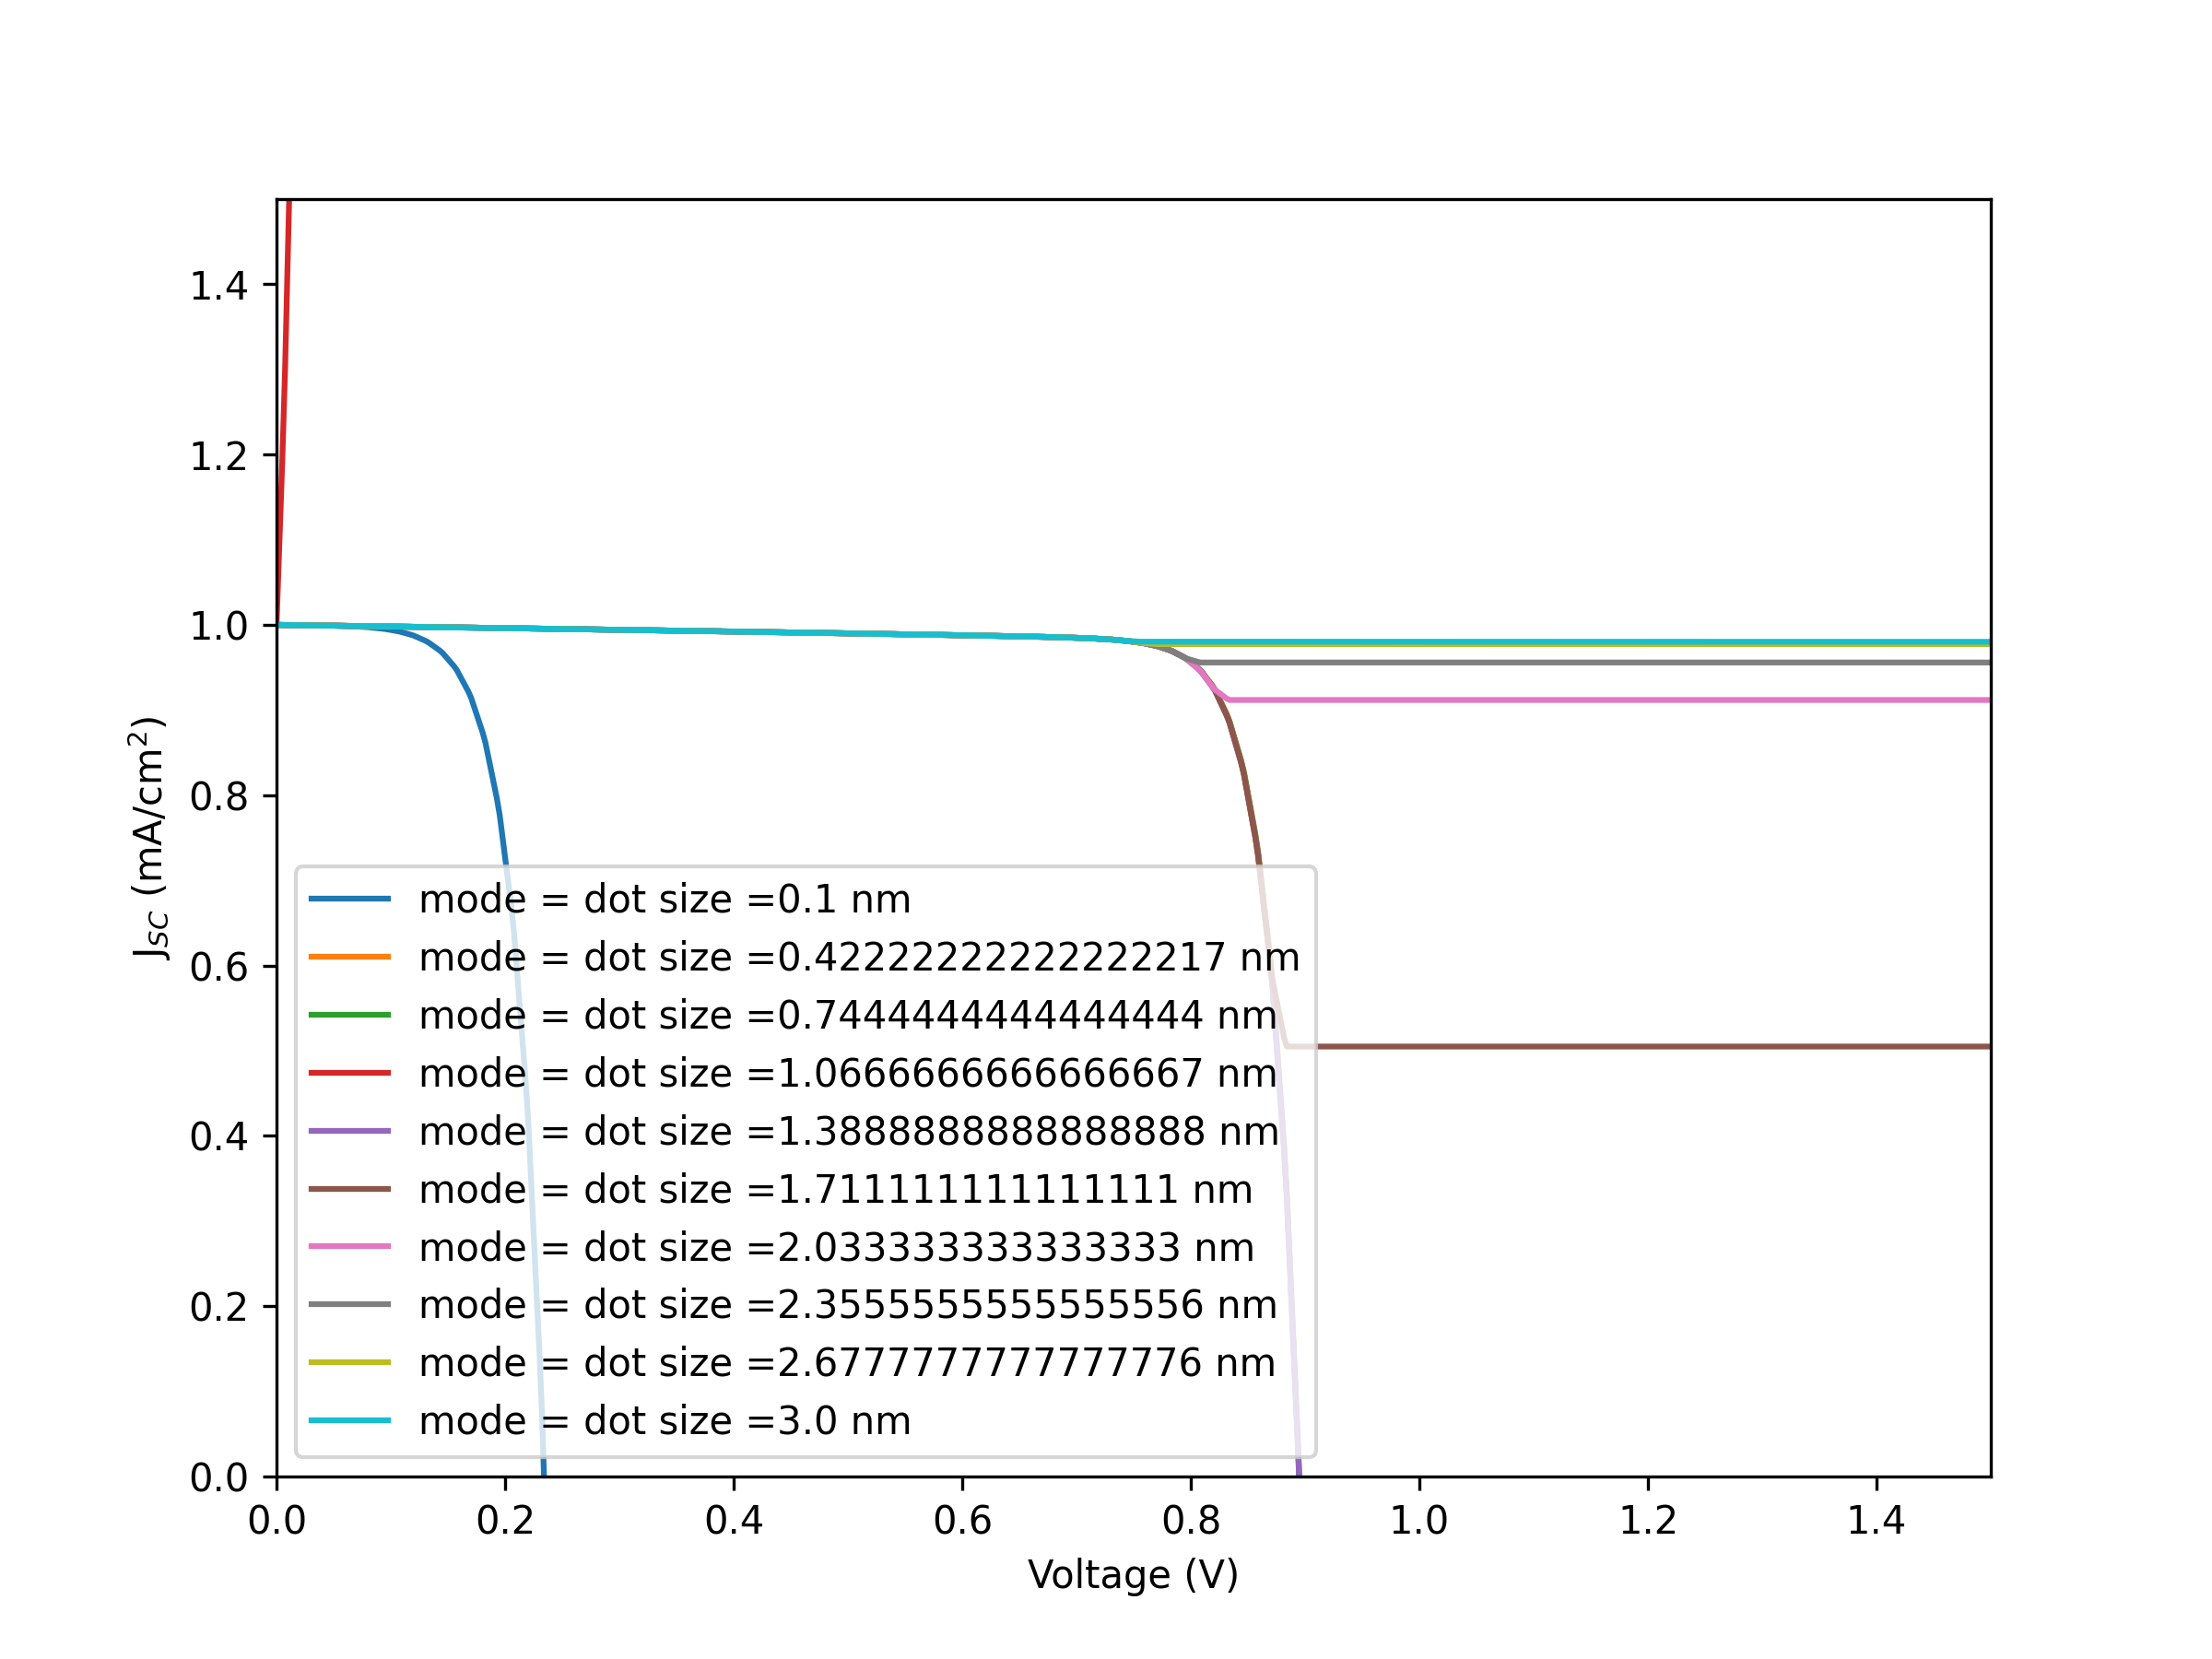 1.4
1.2
1.0
0.8
0.6
0.4
0.2
0.0
J_SC (mA/cm²)
mode = dot size =0.1 nm
mode = dot size =0.42222222222222217 nm
mode = dot size =0.7444444444444444 nm
mode = dot size =1.0666666666666667 nm
mode = dot size =1.3888888888888888 nm
mode = dot size =1.711111111111111 nm
mode = dot size =2.033333333333333 nm
mode = dot size =2.3555555555555556 nm
mode = dot size =2.6777777777777776 nm
mode = dot size =3.0 nm
0.0 0.2 0.4 0.6 0.8 1.0 1.2 1.4
Voltage (V)